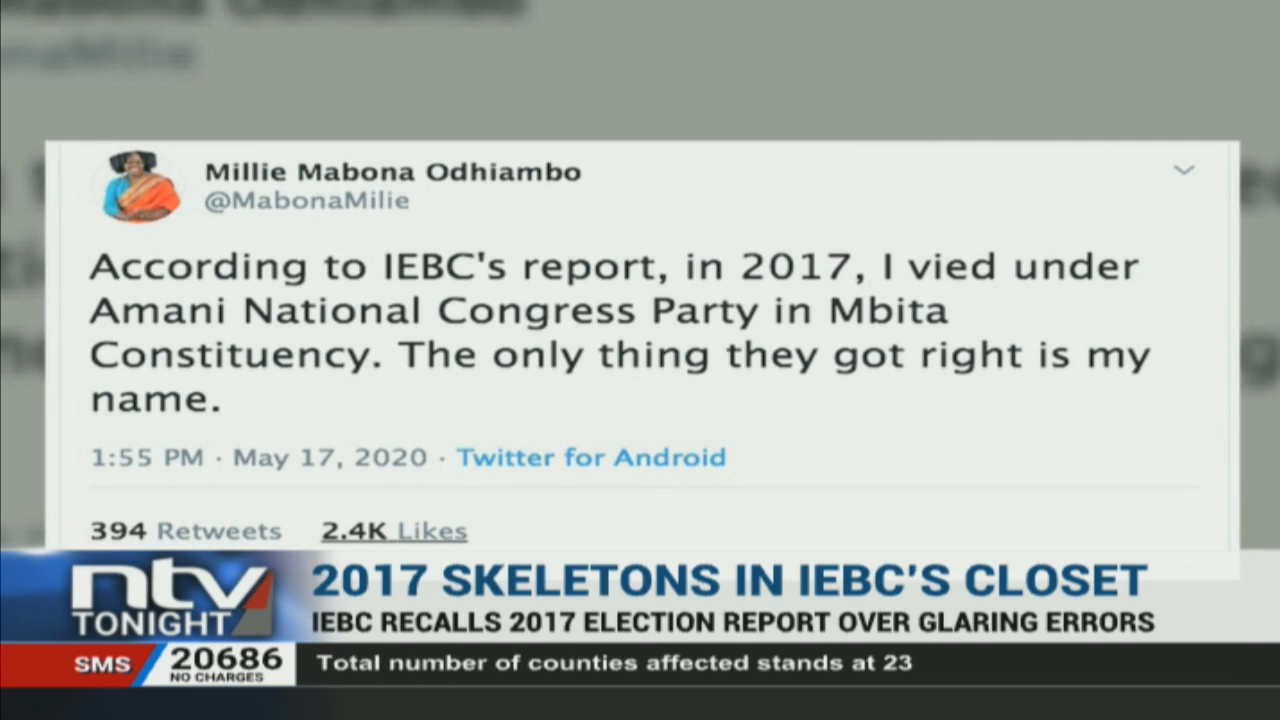 Millie Mabona Odhiambo
@MabonaMilie
According to IEBC's report, in 2017, I vied under
Amani National Congress Party in Mbita
Constituency. The only thing they got right is my
name.
1:55 PM · May 17, 2020 · Twitter for Android
394 Retweets 2.4K Likes
ntv
TONIGHT
2017 SKELETONS IN IEBC'S CLOSET
IEBC RECALLS 2017 ELECTION REPORT OVER GLARING ERRORS
SMS 20686
NO CHARGES
Total number of counties affected stands at 23